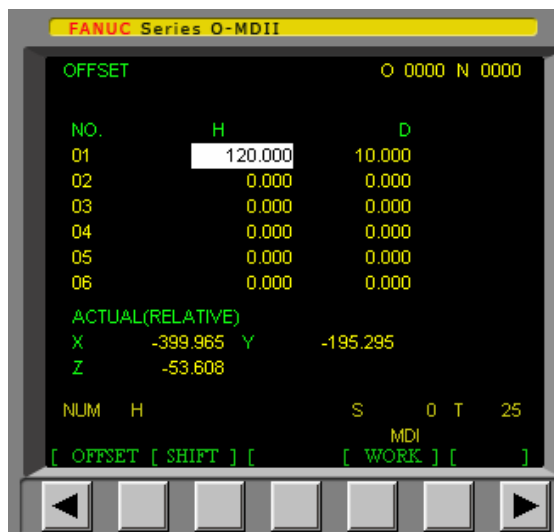 FANUC Series O-MDII
OFFSET O 0000 N 0000
NO. H D
01 120.000 10.000
02 0.000 0.000
03 0.000 0.000
04 0.000 0.000
05 0.000 0.000
06 0.000 0.000
ACTUAL(RELATIVE)
X -399.965 Y -195.295
Z -53.608
NUM H S 0 T 25
MDI
[ OFFSET [ SHIFT ] [ [ WORK ] [ ]